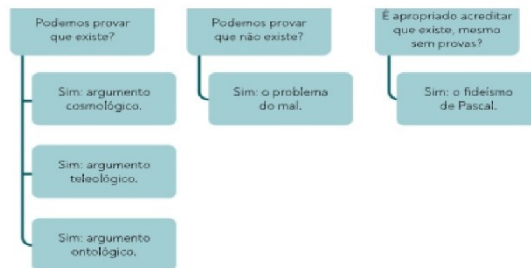 Podemos provar
que existe?
Sim: argumento
cosmológico.
Sim: argumento
teleológico.
Sim: argumento
ontológico.
Podemos provar
que não existe?
Sim: o problema
do mal.
É apropriado acreditar
que existe, mesmo
sem provas?
Sim: o fideísmo
de Pascal.